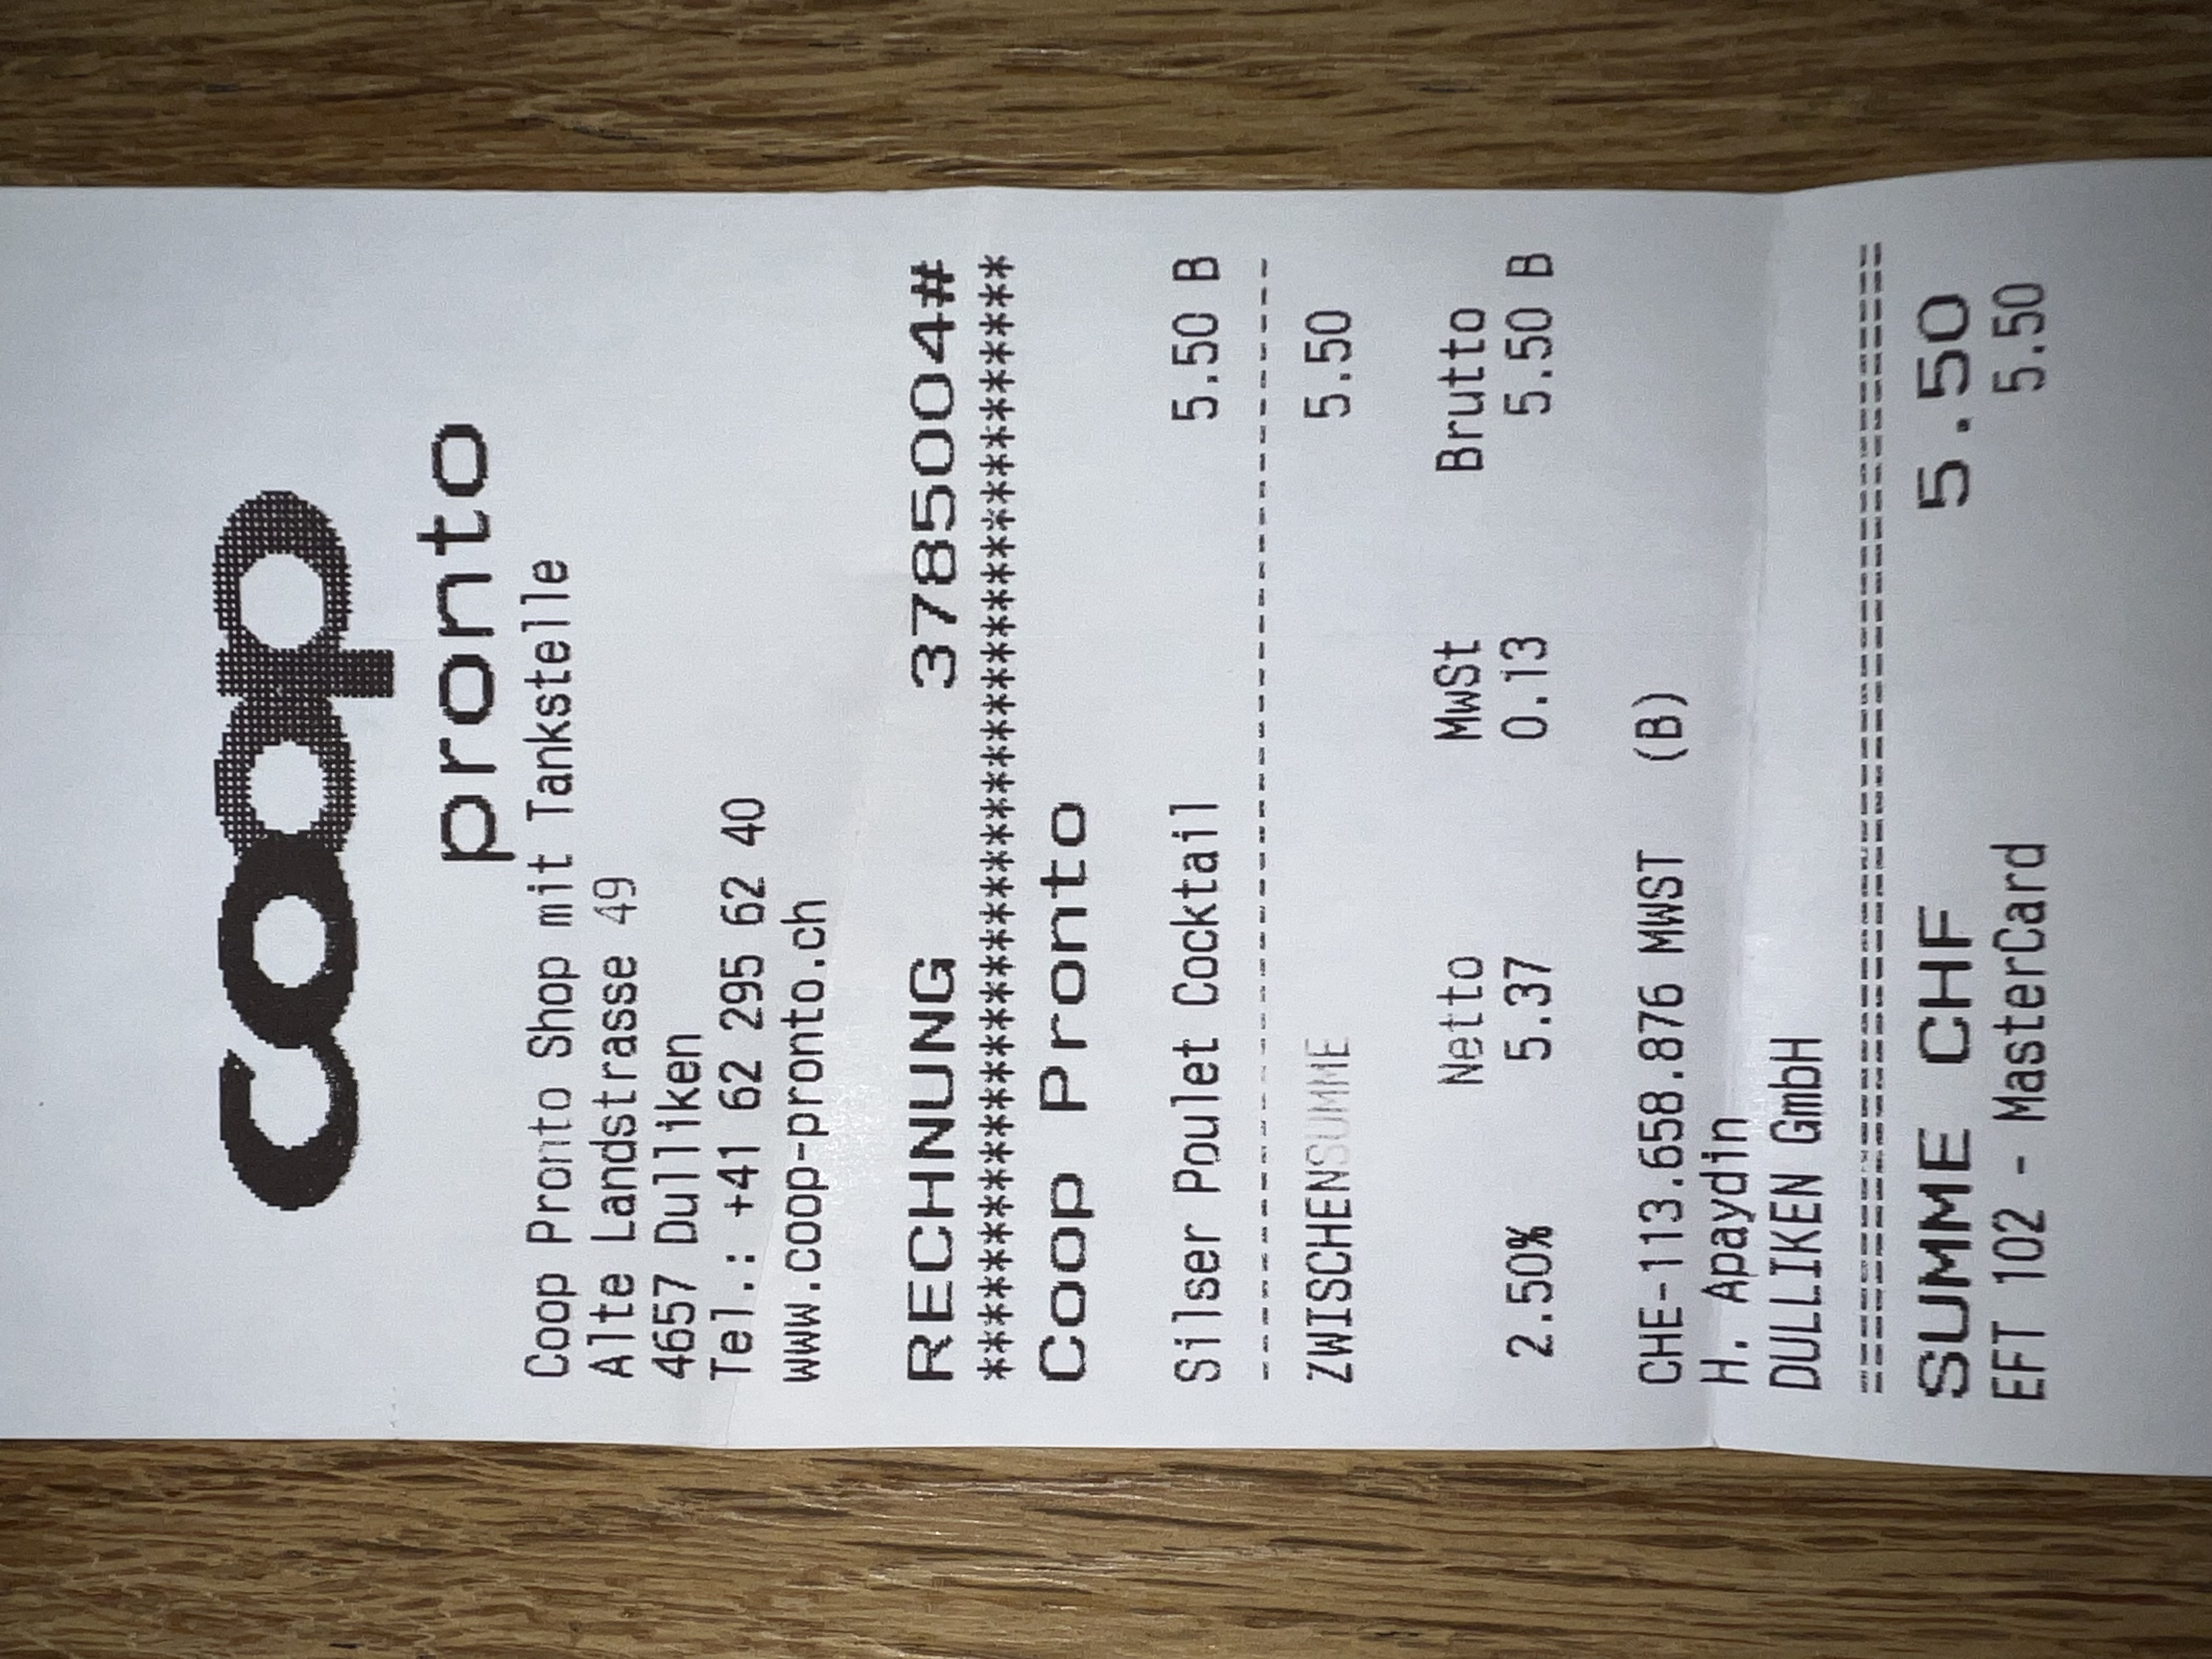 coop
pronto
Coop Pronto Shop mit Tankstelle
Alte Landstrasse 49
4657 Dulliken
Tel.: +41 62 295 62 40
www.coop-pronto.ch
RECHNUNG 3785004#
******************************************
Coop Pronto
Silser Poulet Cocktail 5.50 B
------------------------------------------
ZWISCHENSUMME 5.50
Netto MwSt Brutto
2.50% 5.37 0.13 5.50 B
CHE-113.658.876 MWST (B)
H. Apaydin
DULLIKEN GmbH
==========================================
SUMME CHF 5.50
EFT 102 - MasterCard 5.50